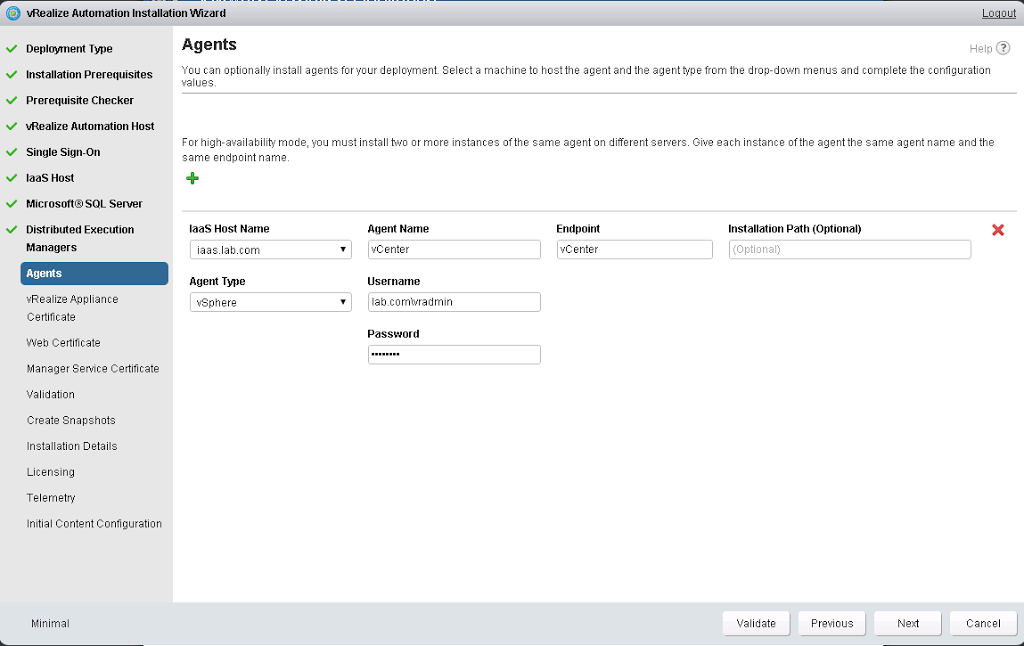 vRealize Automation Installation Wizard
Logout
Deployment Type
Installation Prerequisites
Prerequisite Checker
vRealize Automation Host
Single Sign-On
IaaS Host
Microsoft® SQL Server
Distributed Execution
Managers
Agents
vRealize Appliance
Certificate
Web Certificate
Manager Service Certificate
Validation
Create Snapshots
Installation Details
Licensing
Telemetry
Initial Content Configuration
Agents
Help ?
You can optionally install agents for your deployment. Select a machine to host the agent and the agent type from the drop-down menus and complete the configuration
values.
For high-availability mode, you must install two or more instances of the same agent on different servers. Give each instance of the agent the same agent name and the
same endpoint name.
IaaS Host Name
iaas.lab.com
Agent Name
vCenter
Endpoint
vCenter
Installation Path (Optional)
(Optional)
Agent Type
vSphere
Username
lab.com\vradmin
Password
••••••••
Minimal
Validate
Previous
Next
Cancel